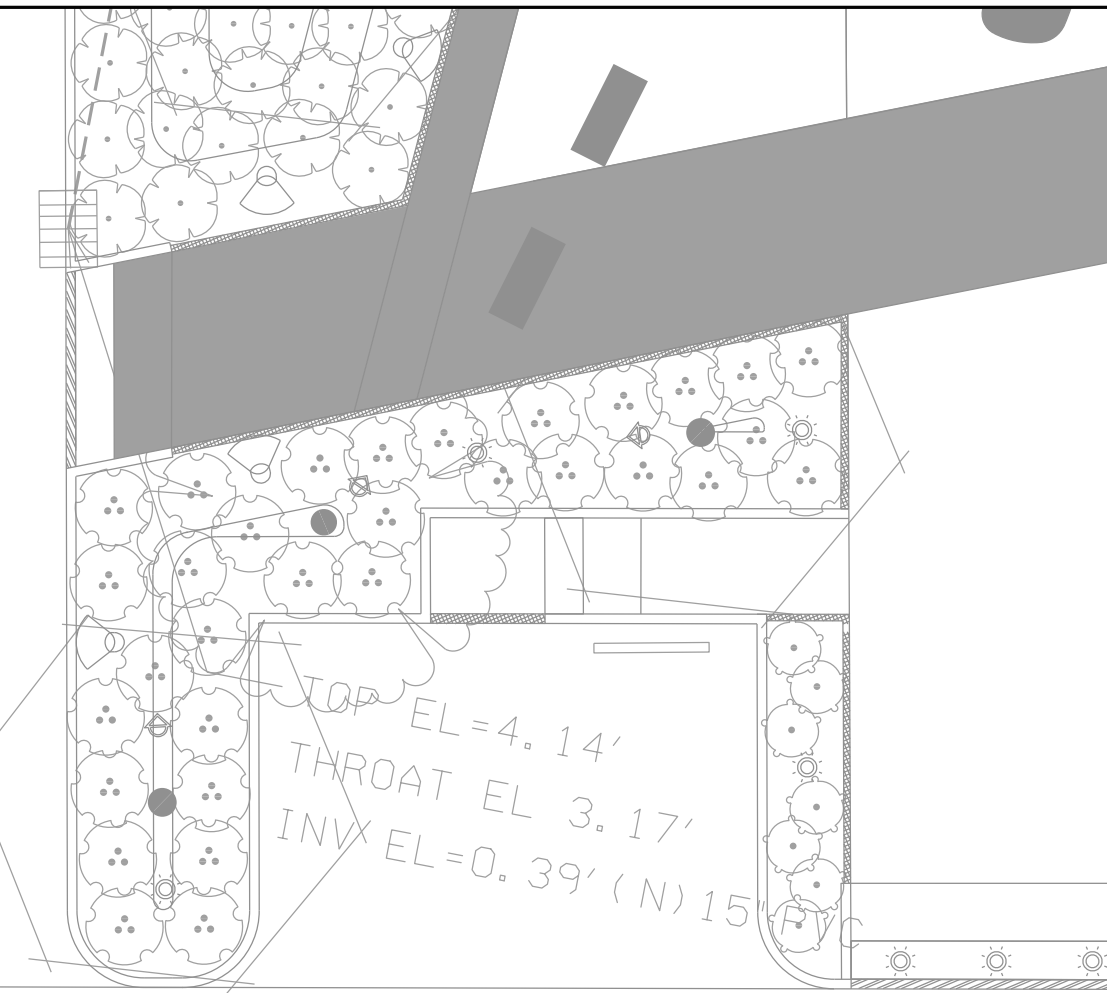 TOP EL=4.14'
THROAT EL 3.17'
INV EL=0.39'(N)15"PVC